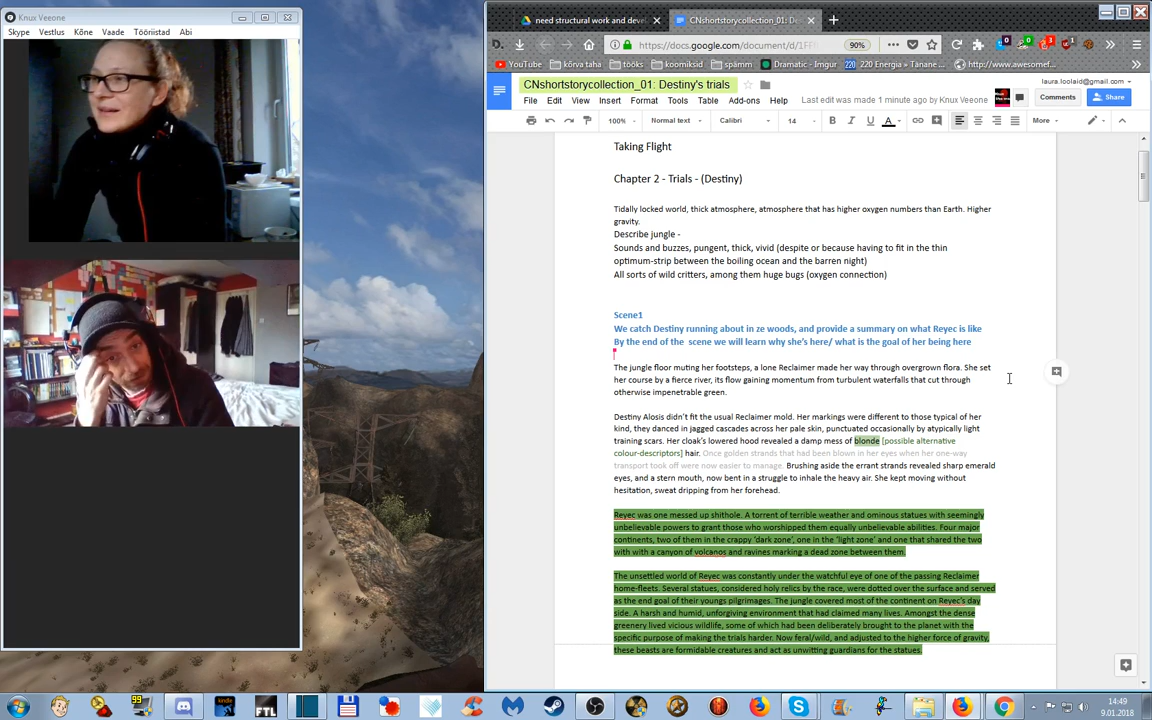 Knux Veeone
Skype Vestlus Kõne Vaade Tööriistad Abi
need structural work and deve
CNshortstorycollection_01: De
https://docs.google.com/document/d/1FF
90%
YouTube kõrva taha tööks koomiksid spämm Dramatic - Imgur 220 Energia » Tänane ... http://www.awesomef...
CNshortstorycollection_01: Destiny's trials
laura.loolaid@gmail.com
File Edit View Insert Format Tools Table Add-ons Help Last edit was made 1 minute ago by Knux Veeone
Comments Share
100% Normal text Calibri 14 B I U A More
Taking Flight
Chapter 2 - Trials - (Destiny)
Tidally locked world, thick atmosphere, atmosphere that has higher oxygen numbers than Earth. Higher
gravity.
Describe jungle -
Sounds and buzzes, pungent, thick, vivid (despite or because having to fit in the thin
optimum-strip between the boiling ocean and the barren night)
All sorts of wild critters, among them huge bugs (oxygen connection)
Scene1
We catch Destiny running about in ze woods, and provide a summary on what Reyec is like
By the end of the scene we will learn why she's here/ what is the goal of her being here
The jungle floor muting her footsteps, a lone Reclaimer made her way through overgrown flora. She set
her course by a fierce river, its flow gaining momentum from turbulent waterfalls that cut through
otherwise impenetrable green.
Destiny Alosis didn't fit the usual Reclaimer mold. Her markings were different to those typical of her
kind, they danced in jagged cascades across her pale skin, punctuated occasionally by atypically light
training scars. Her cloak's lowered hood revealed a damp mess of blonde [possible alternative
colour-descriptors] hair. Once golden strands that had been blown in her eyes when her one-way
transport took off were now easier to manage. Brushing aside the errant strands revealed sharp emerald
eyes, and a stern mouth, now bent in a struggle to inhale the heavy air. She kept moving without
hesitation, sweat dripping from her forehead.
Reyec was one messed up shithole. A torrent of terrible weather and ominous statues with seemingly
unbelievable powers to grant those who worshipped them equally unbelievable abilities. Four major
continents, two of them in the crappy 'dark zone', one in the 'light zone' and one that shared the two
with with a canyon of volcanos and ravines marking a dead zone between them.
The unsettled world of Reyec was constantly under the watchful eye of one of the passing Reclaimer
home-fleets. Several statues, considered holy relics by the race, were dotted over the surface and served
as the end goal of their youngs pilgrimages. The jungle covered most of the continent on Reyec's day
side. A harsh and humid, unforgiving environment that had claimed many lives. Amongst the dense
greenery lived vicious wildlife, some of which had been deliberately brought to the planet with the
specific purpose of making the trials harder. Now feral/wild, and adjusted to the higher force of gravity,
these beasts are formidable creatures and act as unwitting guardians for the statues.
99
kindle
FTL
14:49
9.01.2018